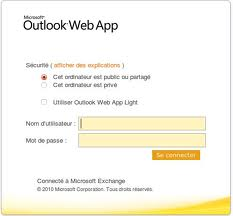 Microsoft®
Outlook Web App
Sécurité ( afficher des explications )
Cet ordinateur est public ou partagé
Cet ordinateur est privé
Utiliser Outlook Web App Light
Nom d'utilisateur :
Mot de passe :
Se connecter
Connecté à Microsoft Exchange
© 2010 Microsoft Corporation. Tous droits réservés.